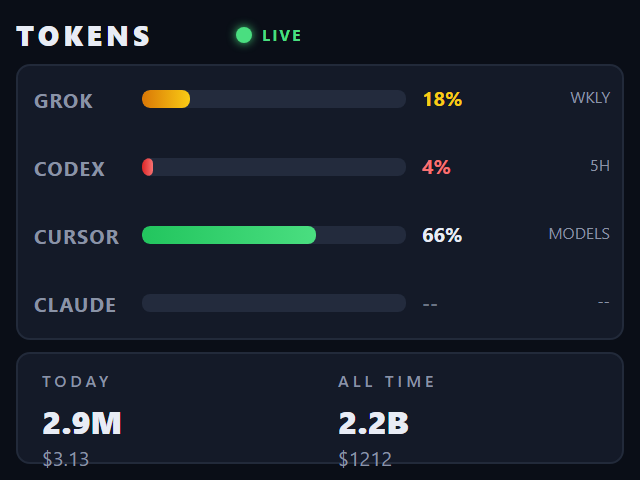 TOKENS LIVE
GROK 18% WKLY
CODEX 4% 5H
CURSOR 66% MODELS
CLAUDE -- --
TODAY ALL TIME
2.9M 2.2B
$3.13 $1212